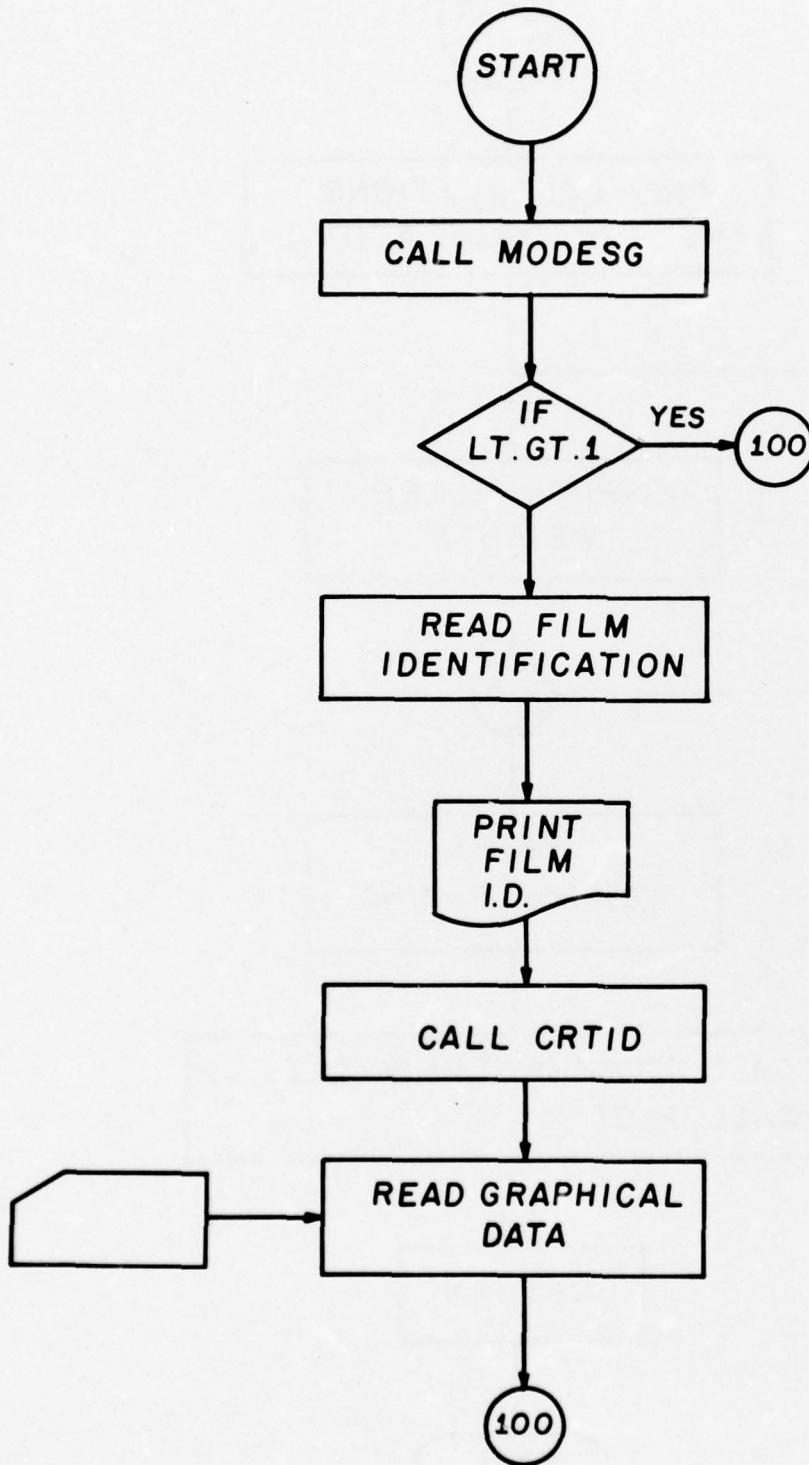 START
CALL MODESG
IF
LT.GT.1
YES
100
READ FILM
IDENTIFICATION
PRINT
FILM
I.D.
CALL CRTID
READ GRAPHICAL
DATA
100